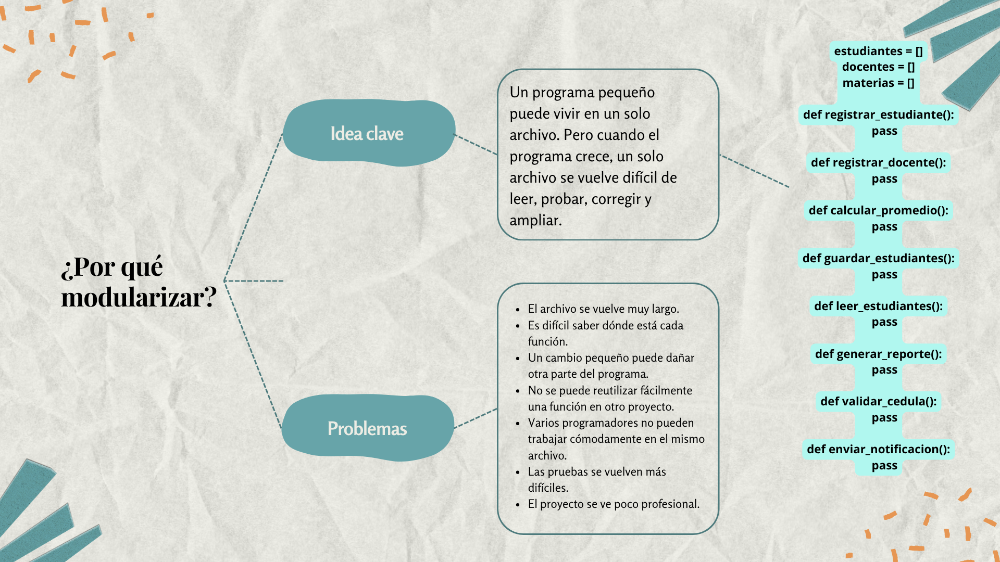 ¿Por qué
modularizar?
Idea clave
Un programa pequeño
puede vivir en un solo
archivo. Pero cuando el
programa crece, un solo
archivo se vuelve difícil de
leer, probar, corregir y
ampliar.
estudiantes = []
docentes = []
materias = []
def registrar_estudiante():
pass
def registrar_docente():
pass
def calcular_promedio():
pass
def guardar_estudiantes():
pass
def leer_estudiantes():
pass
def generar_reporte():
pass
def validar_cedula():
pass
def enviar_notificacion():
pass
Problemas
• El archivo se vuelve muy largo.
• Es difícil saber dónde está cada
función.
• Un cambio pequeño puede dañar
otra parte del programa.
• No se puede reutilizar fácilmente
una función en otro proyecto.
• Varios programadores no pueden
trabajar cómodamente en el mismo
archivo.
• Las pruebas se vuelven más
difíciles.
• El proyecto se ve poco profesional.